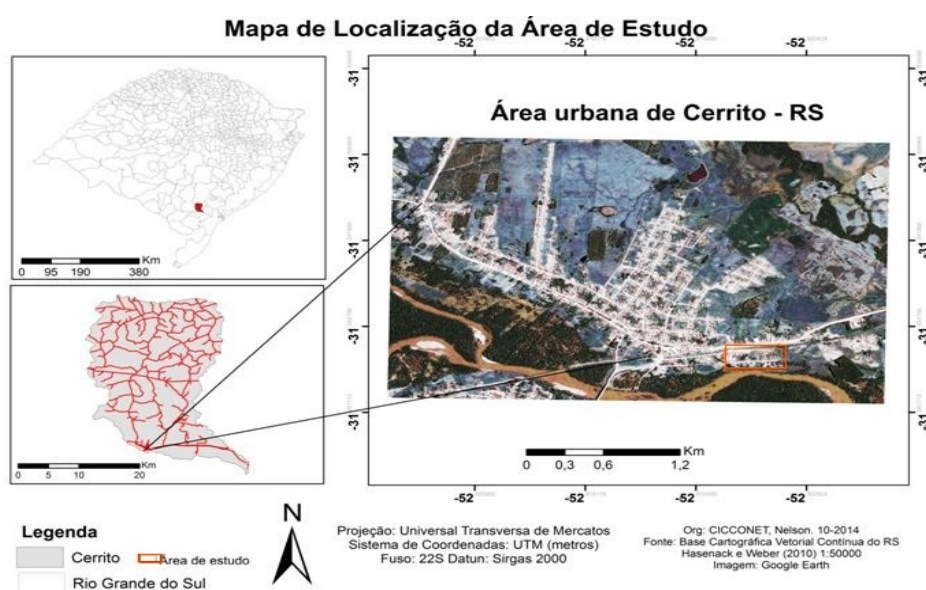 Mapa de Localização da Área de Estudo
-52 -52 -52 -52
Área urbana de Cerrito - RS
-31
-31
-31
-31
-31
-31
-31
-31
-31
-31
Km
0 95 190 380
Km
0 5 10 20
Km
0 0,3 0,6 1,2
-52 -52 -52 -52
Legenda
Cerrito
Área de estudo
Rio Grande do Sul
N
Projeção: Universal Transversa de Mercatos
Sistema de Coordenadas: UTM (metros)
Fuso: 22S Datun: Sirgas 2000
Org: CICCONET, Nelson. 10-2014
Fonte: Base Cartográfica Vetorial Contínua do RS
Hasenack e Weber (2010) 1:50000
Imagem: Google Earth